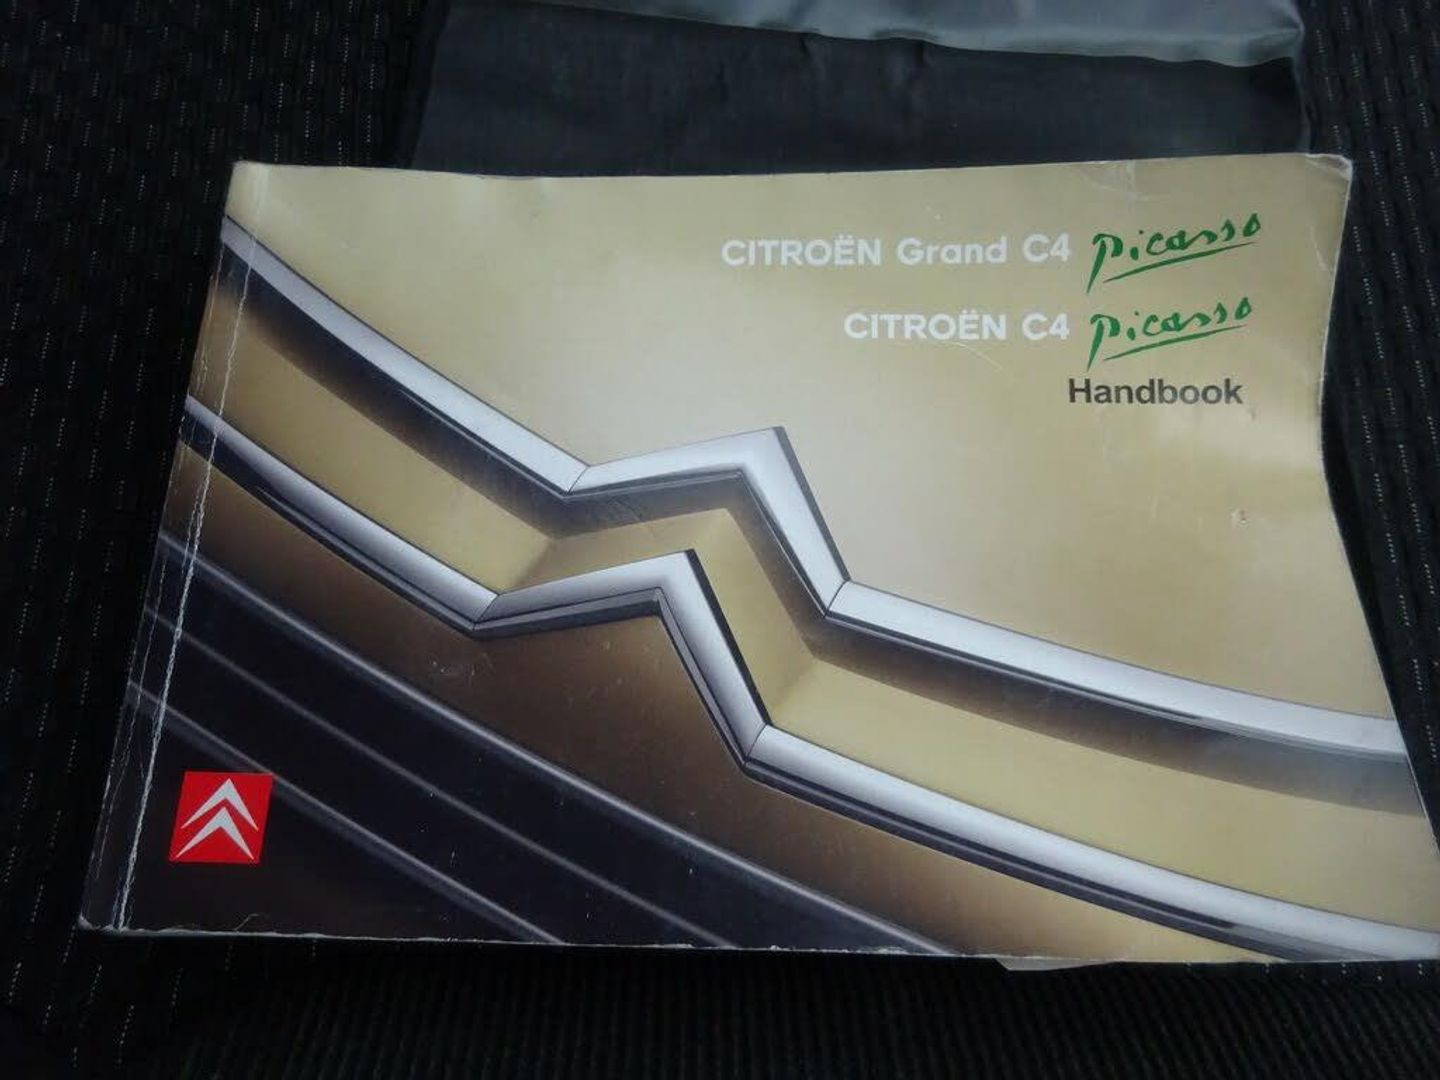 CITROËN Grand C4 Picasso
CITROËN C4 Picasso
Handbook